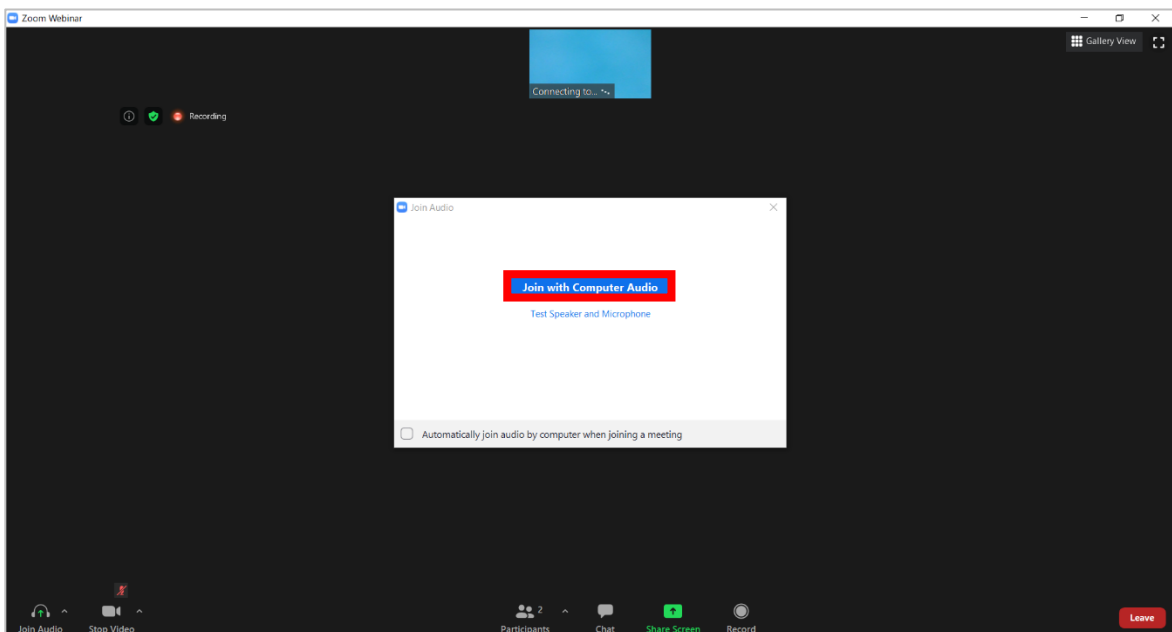 Zoom Webinar
Gallery View
Connecting to...
Recording
Join Audio
Join with Computer Audio
Test Speaker and Microphone
Automatically join audio by computer when joining a meeting
2
Join Audio
Stop Video
Participants
Chat
Share Screen
Record
Leave